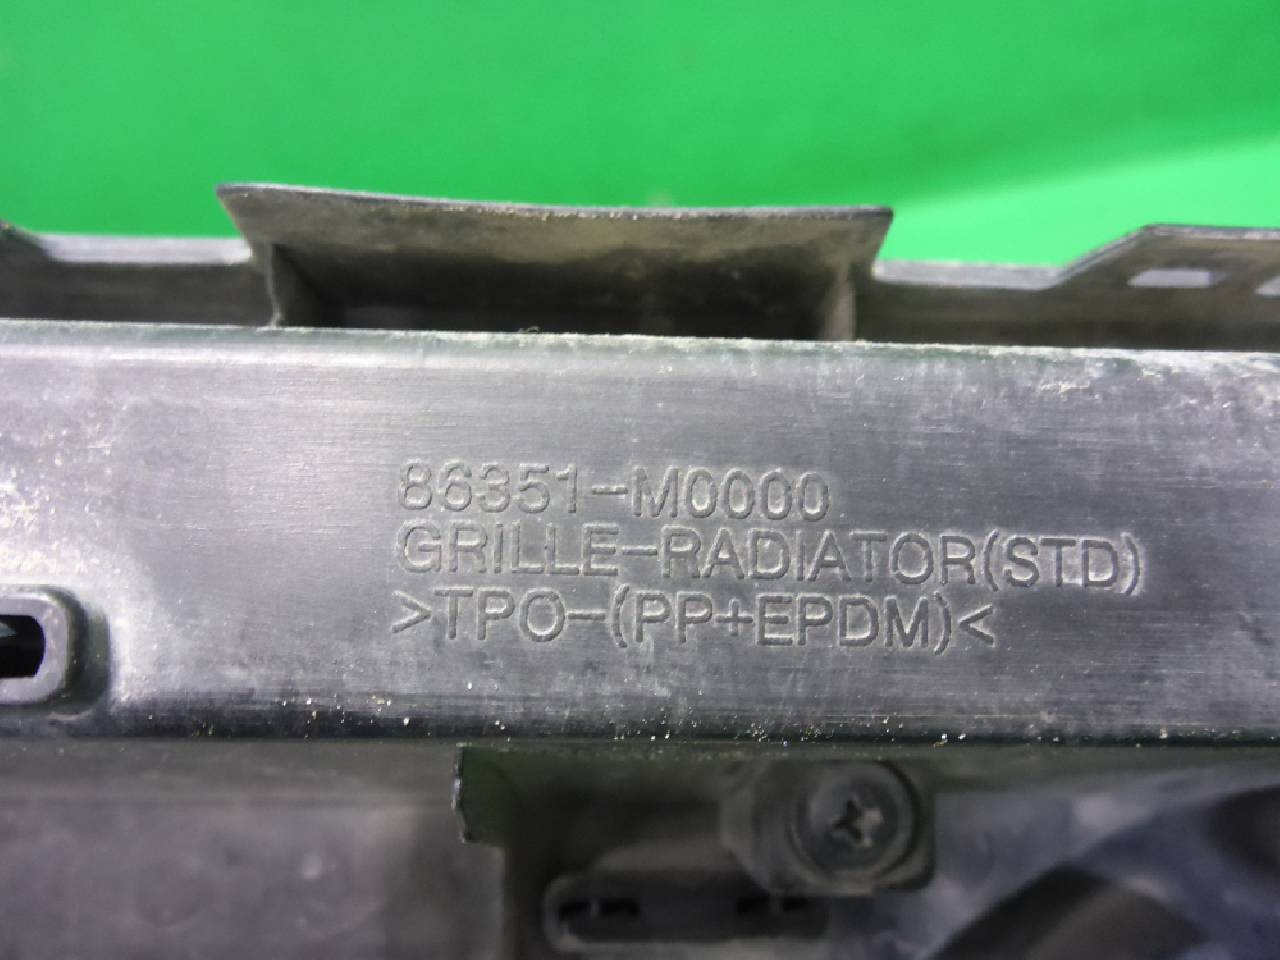 86351-M0000
GRILLE-RADIATOR(STD)
>TPO-(PP+EPDM)<